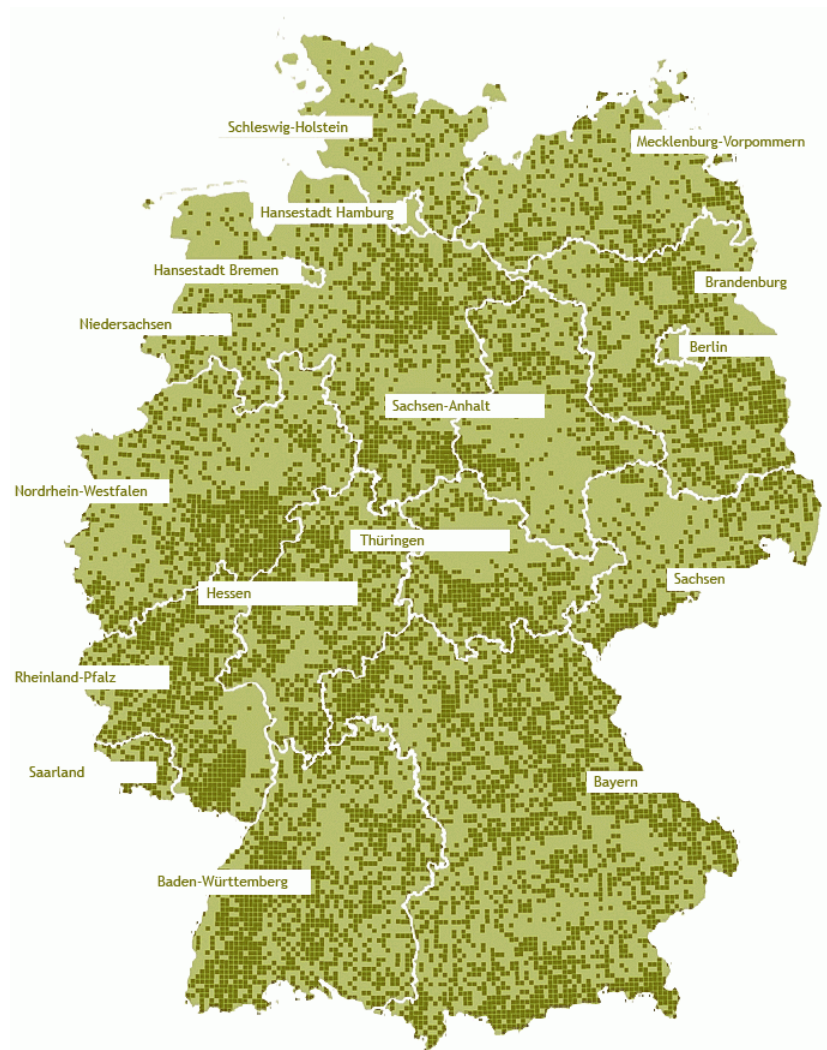 Schleswig-Holstein
Mecklenburg-Vorpommern
Hansestadt Hamburg
Hansestadt Bremen
Brandenburg
Niedersachsen
Berlin
Sachsen-Anhalt
Nordrhein-Westfalen
Thüringen
Sachsen
Hessen
Rheinland-Pfalz
Saarland
Bayern
Baden-Württemberg